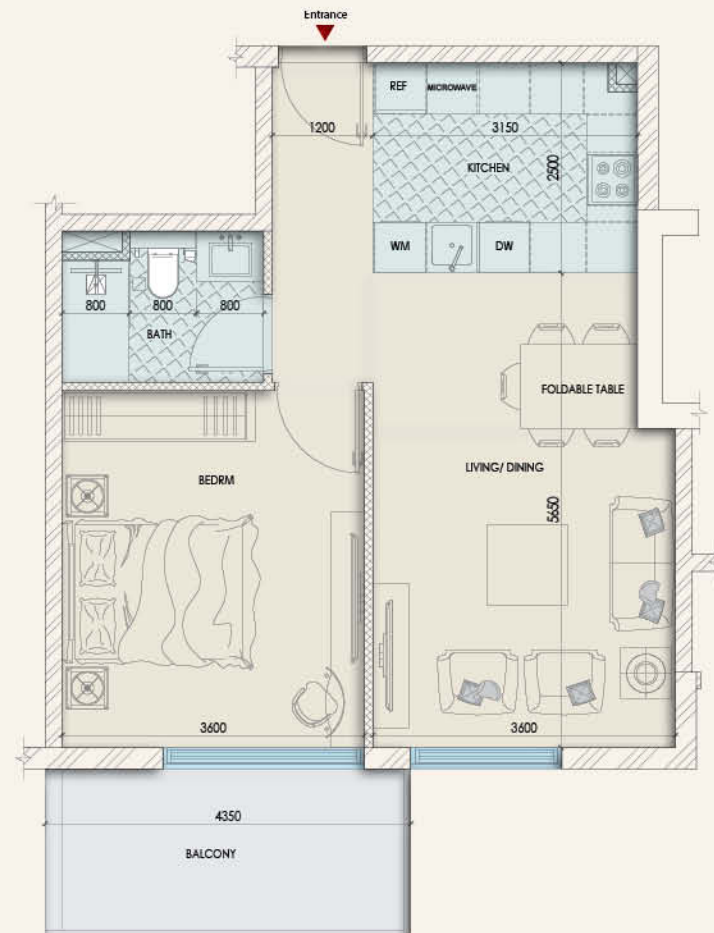 Entrance
REF
MICROWAVE
1200
3150
KITCHEN
2500
WM
DW
800
800
800
BATH
FOLDABLE TABLE
LIVING/ DINING
BEDRM
5650
3600
3600
4350
BALCONY